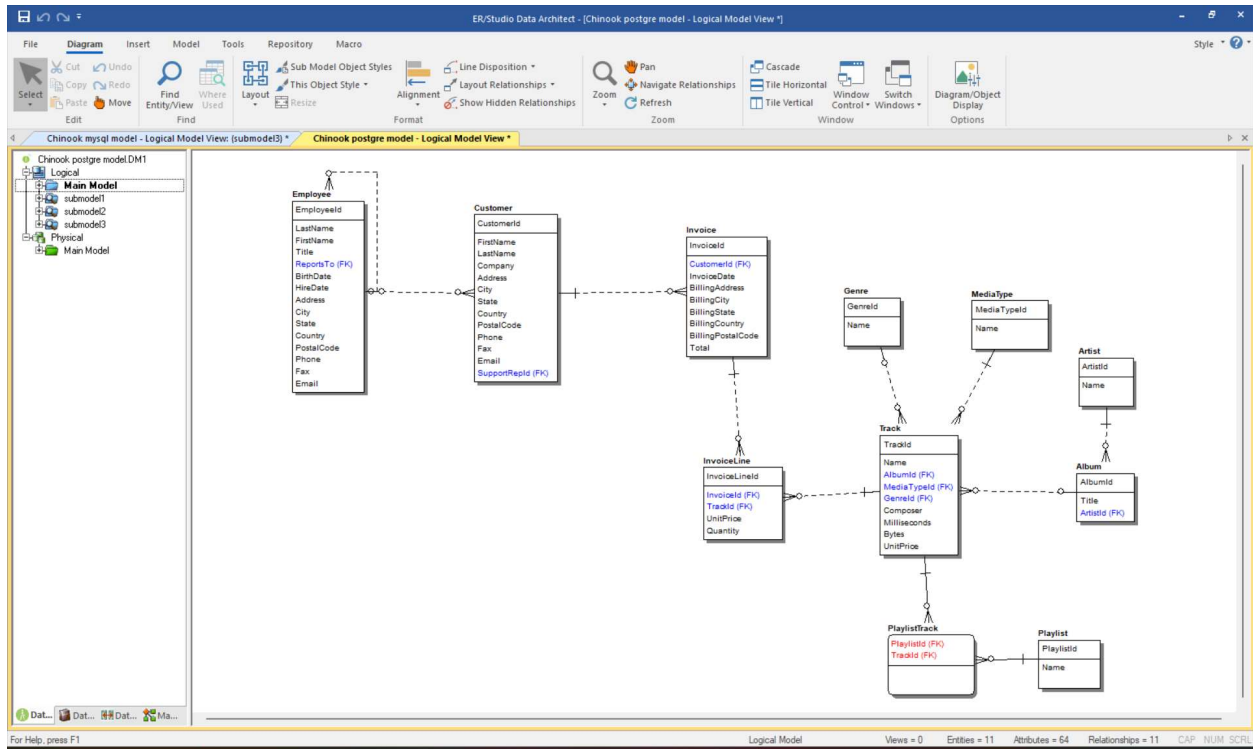 ER/Studio Data Architect - [Chinook postgre model - Logical Model View *]
File Diagram Insert Model Tools Repository Macro Style
Select
Cut Undo
Copy Redo
Paste Move
Edit
Find Entity/View
Where Used
Find
Layout
Sub Model Object Styles
This Object Style
Resize
Alignment
Line Disposition
Layout Relationships
Show Hidden Relationships
Format
Zoom
Pan
Navigate Relationships
Refresh
Zoom
Cascade
Tile Horizontal
Tile Vertical
Window Control
Switch Windows
Window
Diagram/Object Display
Options
Chinook mysql model - Logical Model View: (submodel3) *
Chinook postgre model - Logical Model View *
Chinook postgre model.DM1
Logical
Main Model
submodel1
submodel2
submodel3
Physical
Main Model
Employee
EmployeeId
LastName
FirstName
Title
ReportsTo (FK)
BirthDate
HireDate
Address
City
State
Country
PostalCode
Phone
Fax
Email
Customer
CustomerId
FirstName
LastName
Company
Address
City
State
Country
PostalCode
Phone
Fax
Email
SupportRepId (FK)
Invoice
InvoiceId
CustomerId (FK)
InvoiceDate
BillingAddress
BillingCity
BillingState
BillingCountry
BillingPostalCode
Total
Genre
GenreId
Name
MediaType
MediaTypeId
Name
Artist
ArtistId
Name
InvoiceLine
InvoiceLineId
InvoiceId (FK)
TrackId (FK)
UnitPrice
Quantity
Track
TrackId
Name
AlbumId (FK)
MediaTypeId (FK)
GenreId (FK)
Composer
Milliseconds
Bytes
UnitPrice
Album
AlbumId
Title
ArtistId (FK)
PlaylistTrack
PlaylistId (FK)
TrackId (FK)
Playlist
PlaylistId
Name
Dat... Dat... Dat... Ma...
For Help, press F1
Logical Model Views = 0 Entities = 11 Attributes = 64 Relationships = 11 CAP NUM SCRL